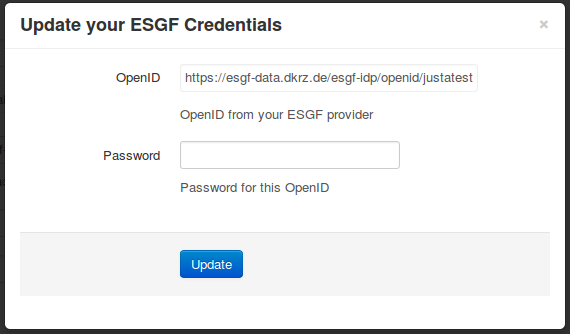 Update your ESGF Credentials ×
OpenID https://esgf-data.dkrz.de/esgf-idp/openid/justatest
OpenID from your ESGF provider
Password
Password for this OpenID
Update